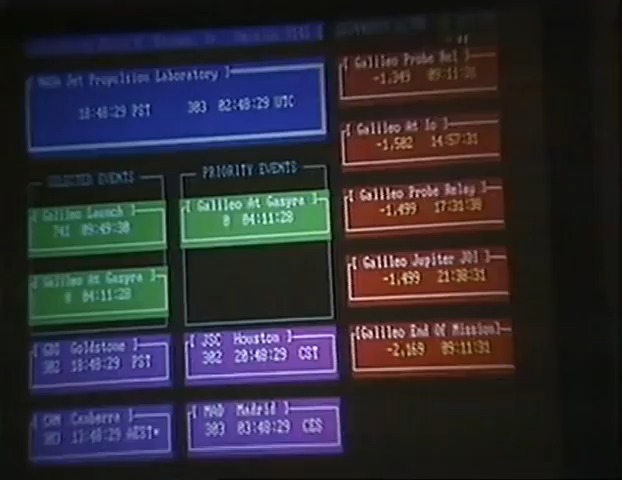 NASA Jet Propulsion Laboratory
18:48:29 PST 303 02:48:29 UTC
SELECTED EVENTS
Galileo Launch
741 09:49:30
Galileo At Gaspra
0 04:11:28
PRIORITY EVENTS
Galileo At Gaspra
0 04:11:28
GDS Goldstone
302 18:48:29 PST
JSC Houston
302 20:48:29 CST
CAN Canberra
303 13:48:29 AEST*
MAD Madrid
303 03:48:29 CES
Galileo Probe Rel
-1,349 09:11:31
Galileo At Io
-1,502 14:57:31
Galileo Probe Relay
-1,499 17:31:30
Galileo Jupiter JOI
-1,499 21:38:31
Galileo End Of Mission
-2,169 09:11:31